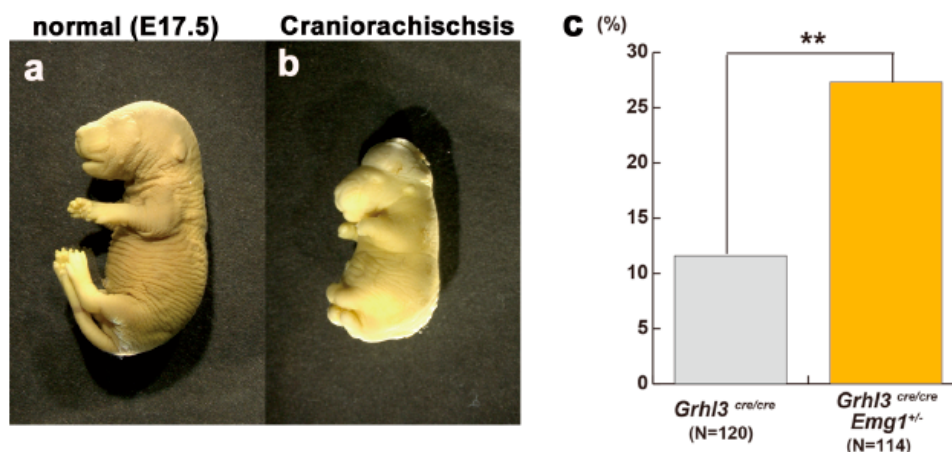 normal (E17.5)
Craniorachischsis
a
b
c (%)
**
30
25
20
15
10
5
0
Grhl3 cre/cre
(N=120)
Grhl3 cre/cre
Emg1+/-
(N=114)